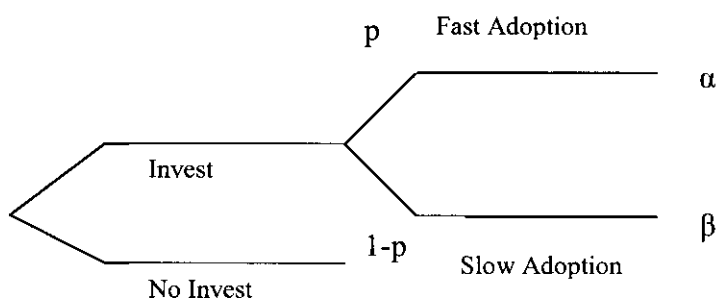 p Fast Adoption
α
Invest
β
1-p Slow Adoption
No Invest